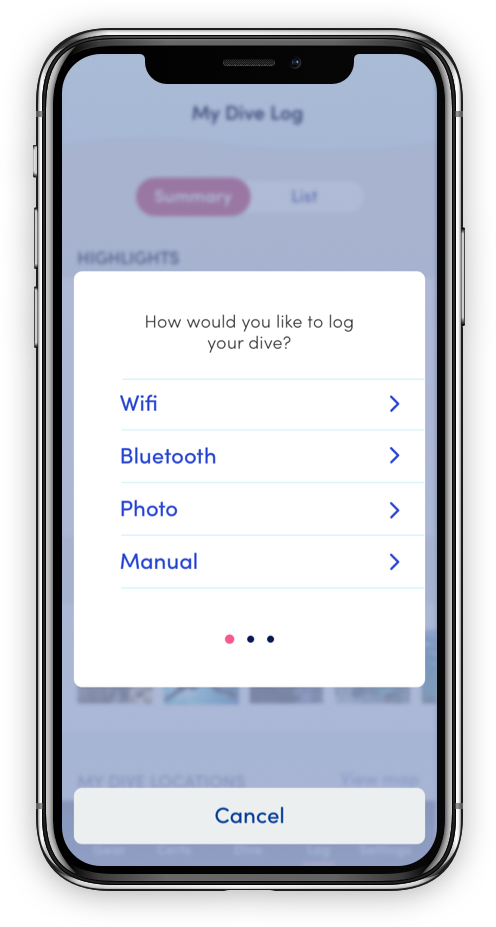 My Dive Log
Summary
List
HIGHLIGHTS
How would you like to log
your dive?
Wifi
Bluetooth
Photo
Manual
MY DIVE LOCATIONS
View map
Cancel